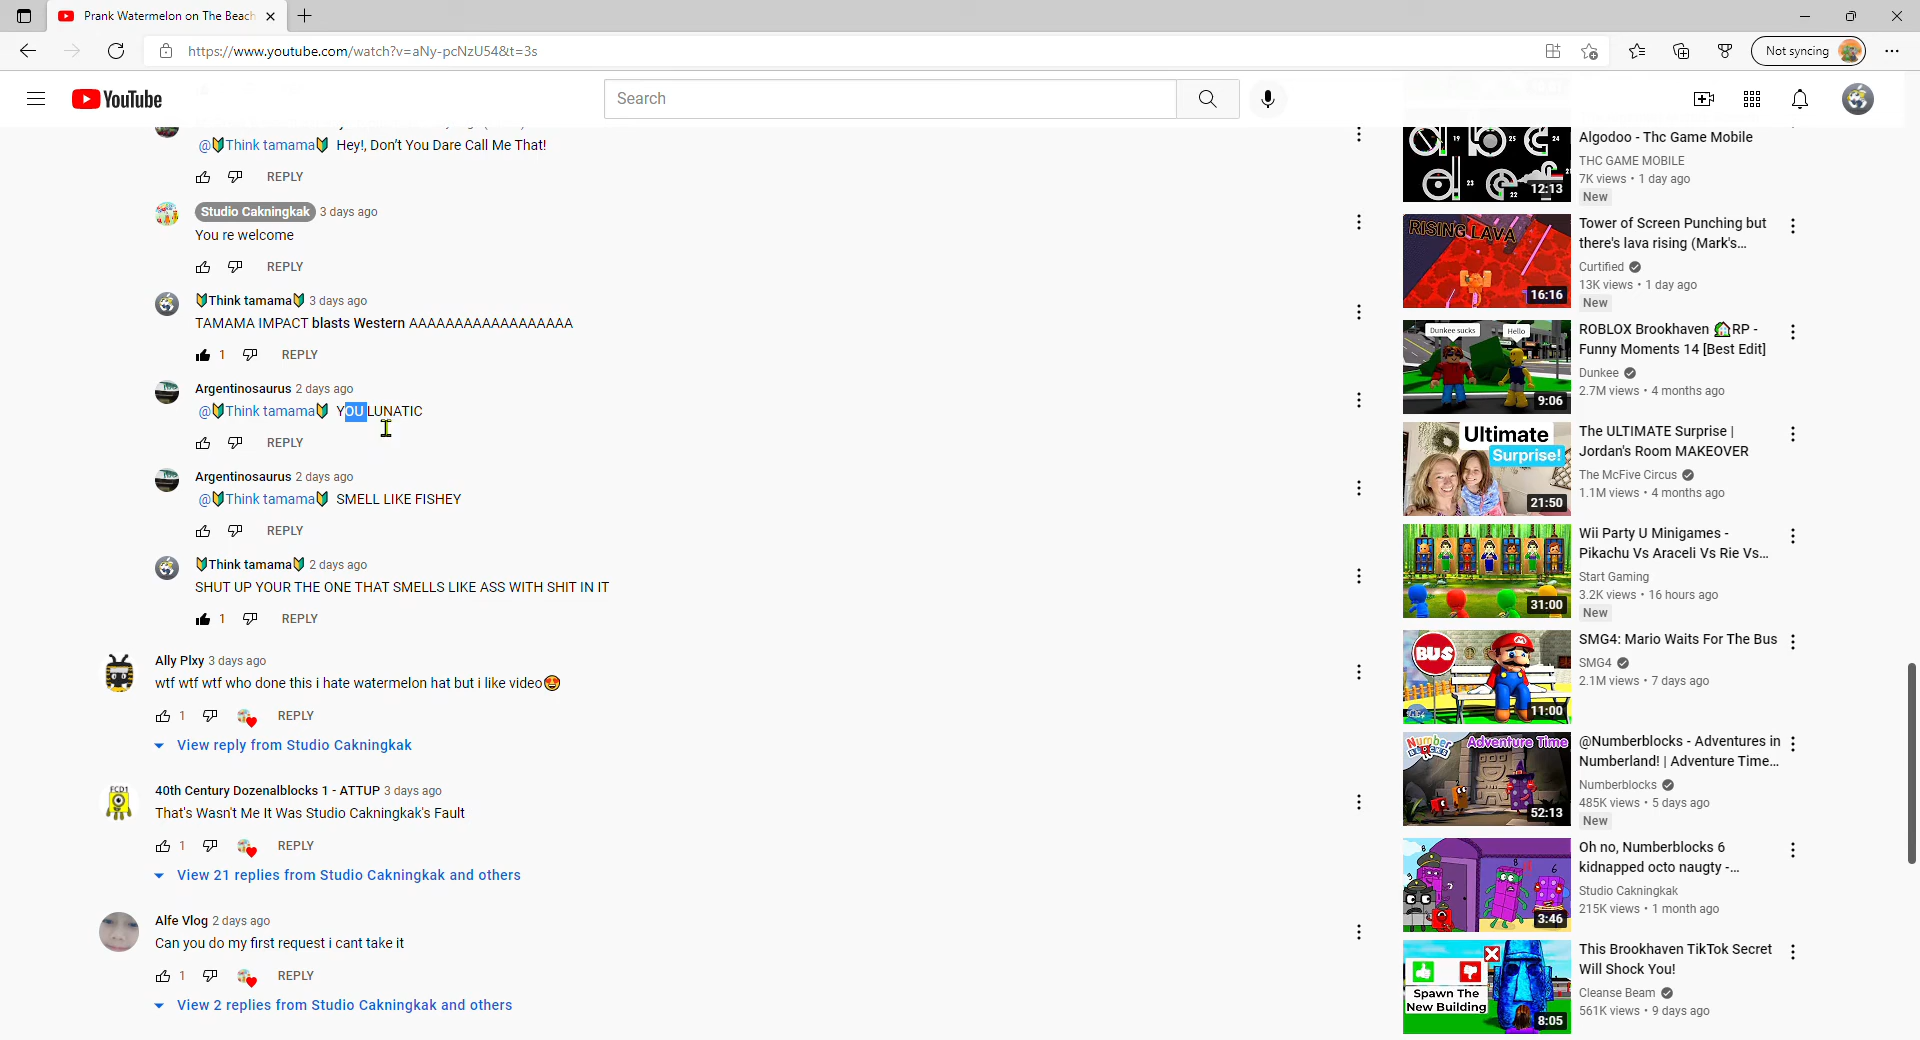 Prank Watermelon on The Beach
https://www.youtube.com/watch?v=aNy-pcNzU54&t=3s
Not syncing
YouTube
Search
@🔰Think tamama🔰 Hey!, Don't You Dare Call Me That!
REPLY
Studio Cakningkak 3 days ago
You re welcome
REPLY
🔰Think tamama🔰 3 days ago
TAMAMA IMPACT blasts Western AAAAAAAAAAAAAAAAAA
1 REPLY
Argentinosaurus 2 days ago
@🔰Think tamama🔰 YOU LUNATIC
REPLY
Argentinosaurus 2 days ago
@🔰Think tamama🔰 SMELL LIKE FISHEY
REPLY
🔰Think tamama🔰 2 days ago
SHUT UP YOUR THE ONE THAT SMELLS LIKE ASS WITH SHIT IN IT
1 REPLY
Ally Plxy 3 days ago
wtf wtf wtf who done this i hate watermelon hat but i like video😍
1 REPLY
View reply from Studio Cakningkak
FCD1
40th Century Dozenalblocks 1 - ATTUP 3 days ago
That's Wasn't Me It Was Studio Cakningkak's Fault
1 REPLY
View 21 replies from Studio Cakningkak and others
Alfe Vlog 2 days ago
Can you do my first request i cant take it
1 REPLY
View 2 replies from Studio Cakningkak and others
19 25 24
23 22
12:13
Algodoo - Thc Game Mobile
THC GAME MOBILE
7K views • 1 day ago
New
RISING LAVA
16:16
Tower of Screen Punching but
there's lava rising (Mark's...
Curtified
13K views • 1 day ago
New
Dunkee sucks
Hello
9:06
ROBLOX Brookhaven 🏠RP -
Funny Moments 14 [Best Edit]
Dunkee
2.7M views • 4 months ago
Ultimate
Surprise!
21:50
The ULTIMATE Surprise |
Jordan's Room MAKEOVER
The McFive Circus
1.1M views • 4 months ago
31:00
Wii Party U Minigames -
Pikachu Vs Araceli Vs Rie Vs...
Start Gaming
3.2K views • 16 hours ago
New
BUS
11:00
SMG4: Mario Waits For The Bus
SMG4
2.1M views • 7 days ago
Number
BLOCKS
Adventure Time
52:13
@Numberblocks - Adventures in
Numberland! | Adventure Time...
Numberblocks
485K views • 5 days ago
New
8
8
6
3:46
Oh no, Numberblocks 6
kidnapped octo naugty -...
Studio Cakningkak
215K views • 1 month ago
Spawn The
New Building
8:05
This Brookhaven TikTok Secret
Will Shock You!
Cleanse Beam
561K views • 9 days ago